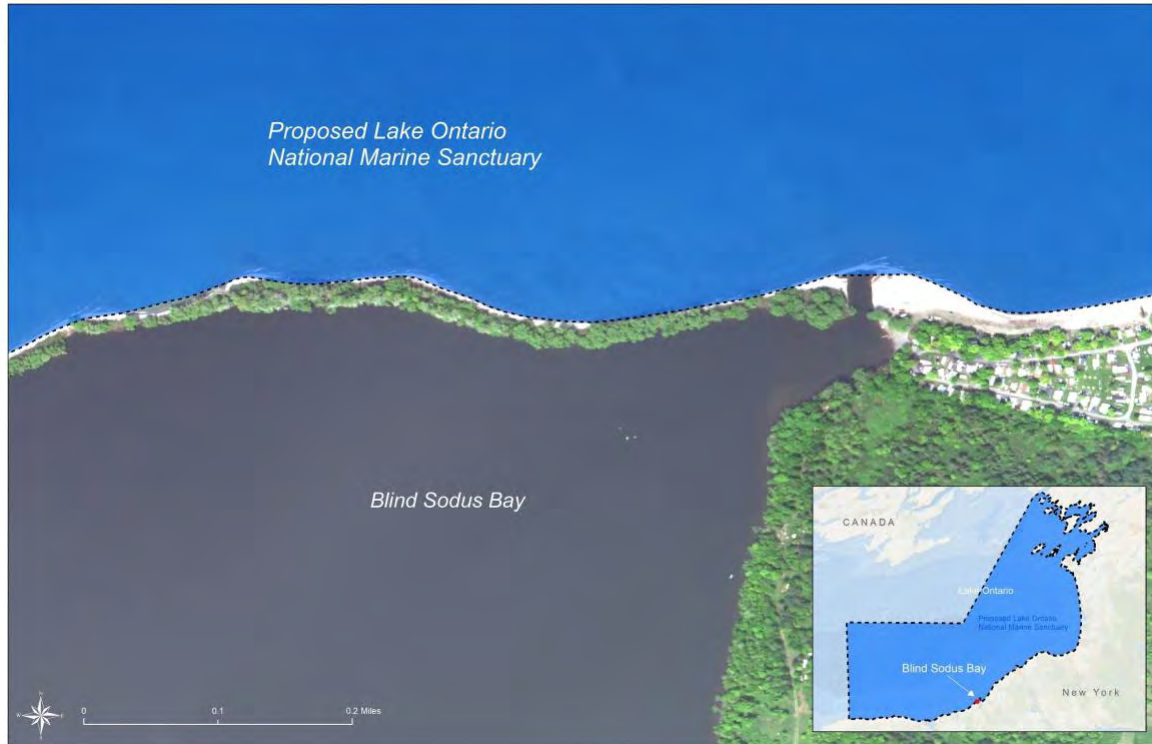 Proposed Lake Ontario
National Marine Sanctuary
Blind Sodus Bay
0
0.1
0.2 Miles
CANADA
Lake Ontario
Proposed Lake Ontario
National Marine Sanctuary
Blind Sodus Bay
New York